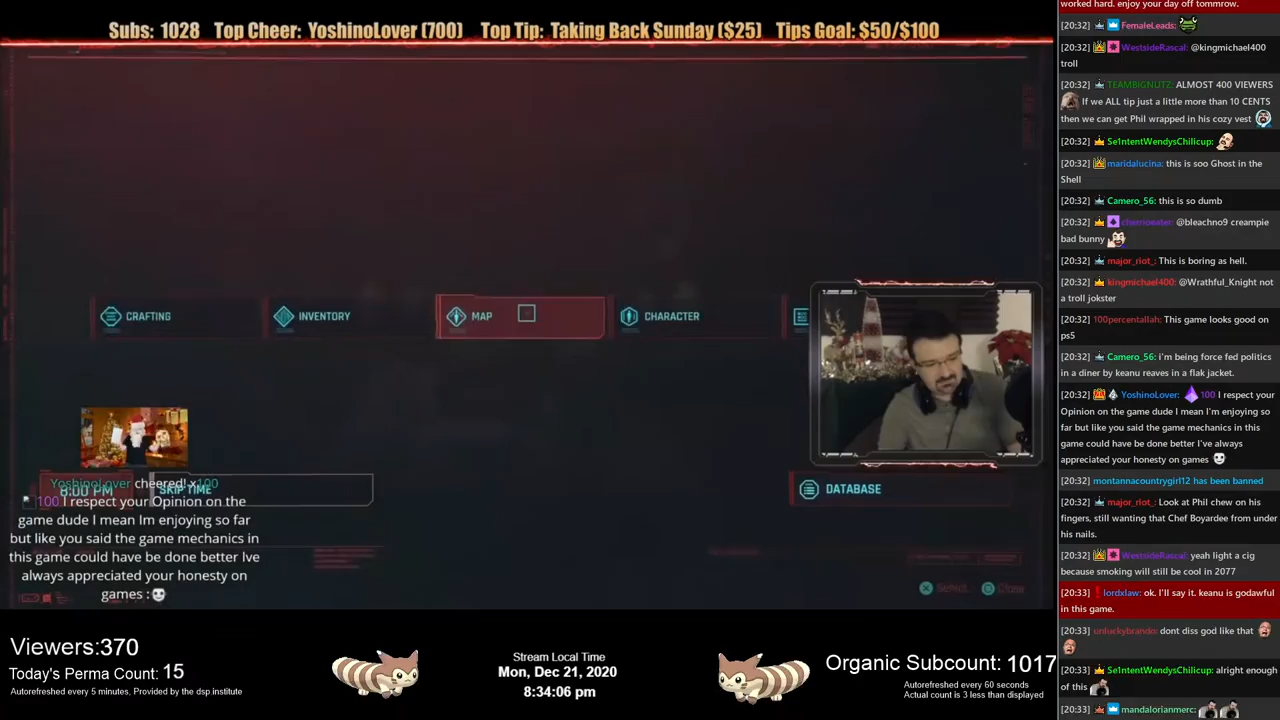 Subs: 1028 Top Cheer: YoshinoLover (700) Top Tip: Taking Back Sunday ($25) Tips Goal: $50/$100
CRAFTING
INVENTORY
MAP
CHARACTER
8:00 PM
SKIP TIME
DATABASE
Select
Close
YoshinoLover cheered! x100
100 I respect your Opinion on the
game dude I mean Im enjoying so far
but like you said the game mechanics in
this game could have be done better Ive
always appreciated your honesty on
games :
Viewers:370
Today's Perma Count: 15
Autorefreshed every 5 minutes, Provided by the dsp institute
Stream Local Time
Mon, Dec 21, 2020
8:34:06 pm
Organic Subcount: 1017
Autorefreshed every 60 seconds
Actual count is 3 less than displayed
worked hard. enjoy your day off tomrrow.
[20:32] FemaleLeads:
[20:32] WestsideRascal: @kingmichael400
troll
[20:32] TEAMBIGNUTZ: ALMOST 400 VIEWERS
If we ALL tip just a little more than 10 CENTS
then we can get Phil wrapped in his cozy vest
[20:32] Se1ntentWendysChilicup:
[20:32] maridalucina: this is soo Ghost in the
Shell
[20:32] Camero_56: this is so dumb
[20:32] @bleachno9 creampie
bad bunny
[20:32] major_riot_: This is boring as hell.
[20:32] kingmichael400: @Wrathful_Knight not
a troll jokster
[20:32] 100percentallah: This game looks good on
ps5
[20:32] Camero_56: i'm being force fed politics
in a diner by keanu reaves in a flak jacket.
[20:32] YoshinoLover: 100 I respect your
Opinion on the game dude I mean I'm enjoying so
far but like you said the game mechanics in this
game could have be done better I've always
appreciated your honesty on games
montannacountrygirl12 has been banned
[20:32] major_riot_: Look at Phil chew on his
fingers, still wanting that Chef Boyardee from under
his nails.
[20:32] WestsideRascal: yeah light a cig
because smoking will still be cool in 2077
[20:33] lordxlaw: ok. I'll say it. keanu is godawful
in this game.
[20:33] unluckybrando: dont diss god like that
[20:33] Se1ntentWendysChilicup: alright enough
of this
[20:33] mandalorianmerc: